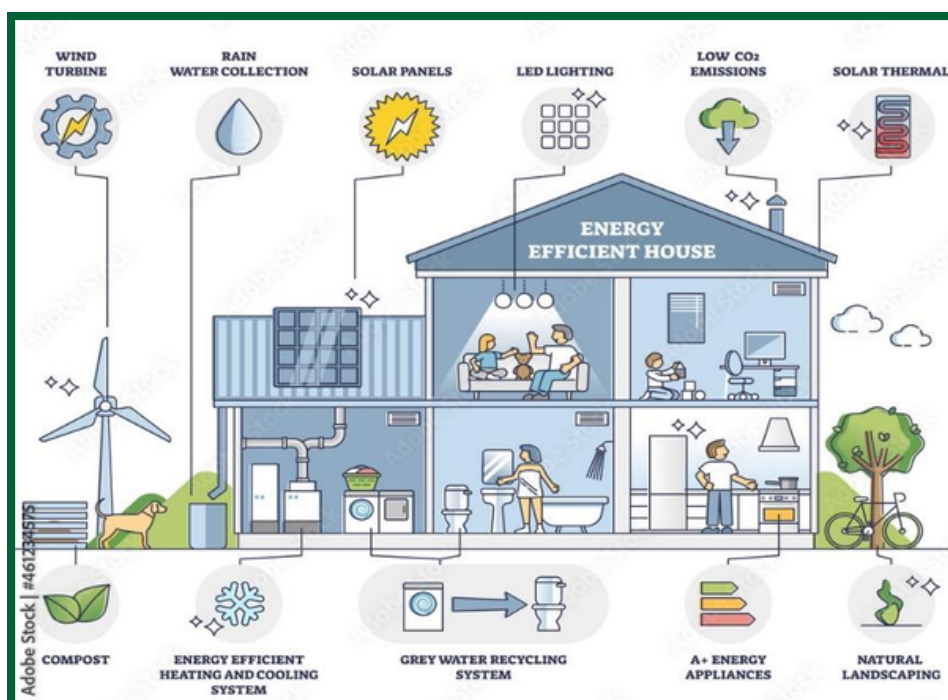 WIND
TURBINE
RAIN
WATER COLLECTION
SOLAR PANELS
LED LIGHTING
LOW CO₂
EMISSIONS
SOLAR THERMAL
ENERGY
EFFICIENT HOUSE
COMPOST
ENERGY EFFICIENT
HEATING AND COOLING
SYSTEM
GREY WATER RECYCLING
SYSTEM
A+ ENERGY
APPLIANCES
NATURAL
LANDSCAPING
Adobe Stock | #461234575